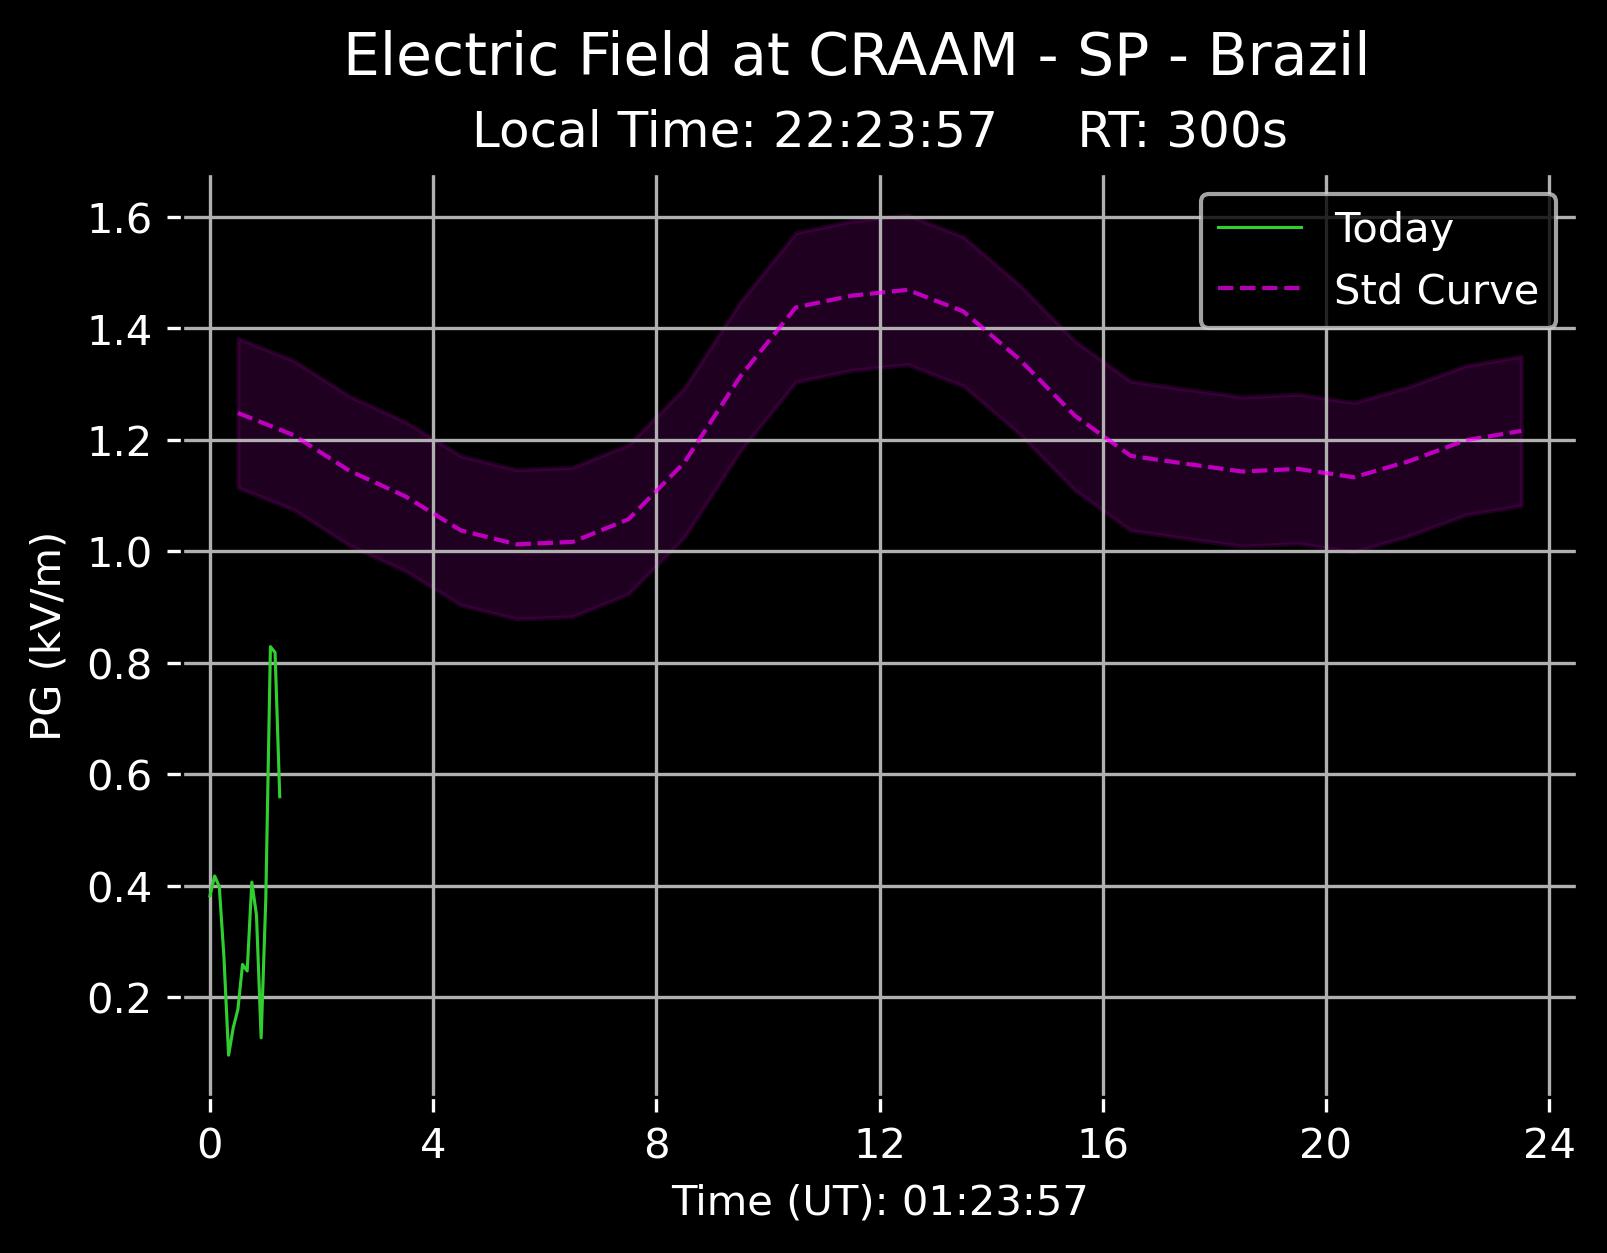 Electric Field at CRAAM - SP - Brazil
Local Time: 22:23:57 RT: 300s
Today
Std Curve
1.6
1.4
1.2
1.0
0.8
0.6
0.4
0.2
PG (kV/m)
0 4 8 12 16 20 24
Time (UT): 01:23:57